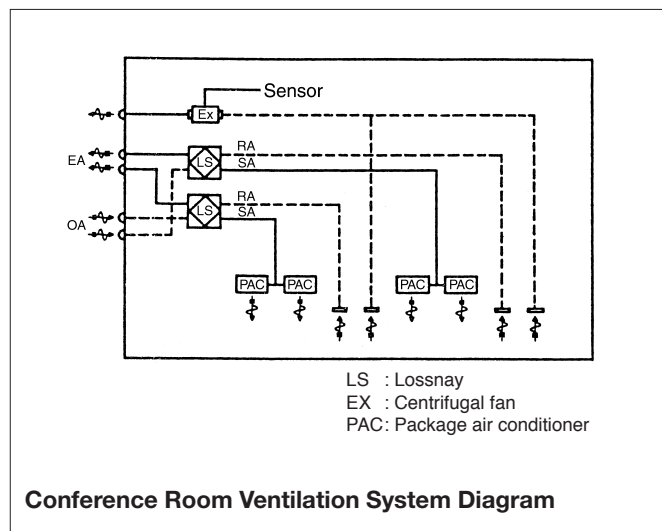 Sensor
Ex
RA
EA
LS
SA
RA
LS
SA
OA
PAC PAC PAC PAC
LS : Lossnay
EX : Centrifugal fan
PAC: Package air conditioner
Conference Room Ventilation System Diagram